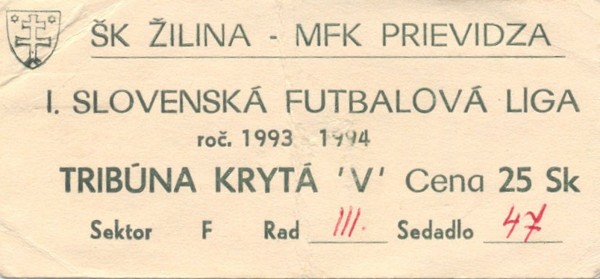 ŠK ŽILINA - MFK PRIEVIDZA
I. SLOVENSKÁ FUTBALOVÁ LIGA
roč. 1993 1994
TRIBÚNA KRYTÁ 'V' Cena 25 Sk
Sektor F Rad III. Sedadlo 47